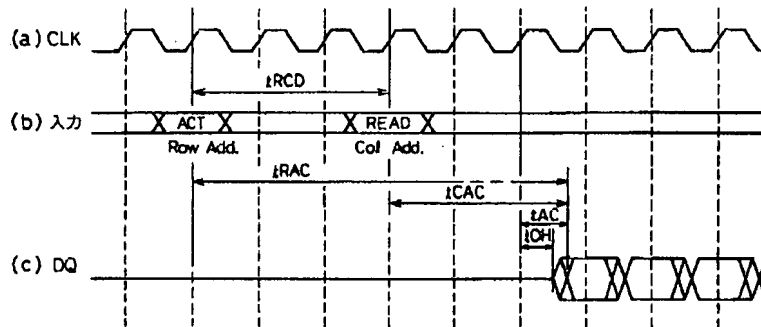 (a) CLK
tRCD
(b) 入力 ACT READ
Row Add. Col Add.
tRAC
tCAC
tAC
tOH
(c) DQ